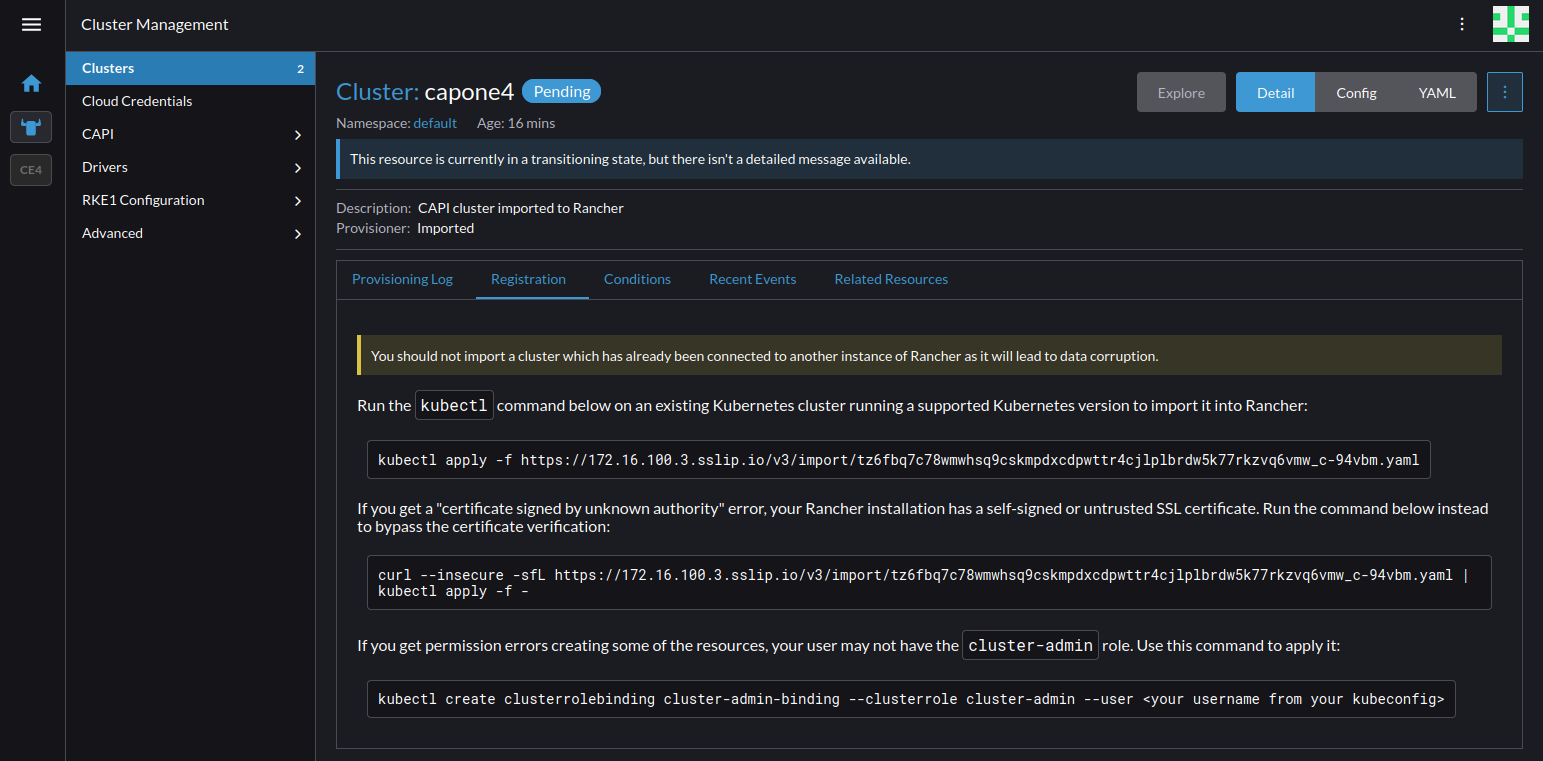 Cluster Management
CE4
Clusters 2
Cloud Credentials
CAPI
Drivers
RKE1 Configuration
Advanced
Cluster: capone4 Pending
Explore Detail Config YAML
Namespace: default Age: 16 mins
This resource is currently in a transitioning state, but there isn't a detailed message available.
Description: CAPI cluster imported to Rancher
Provisioner: Imported
Provisioning Log Registration Conditions Recent Events Related Resources
You should not import a cluster which has already been connected to another instance of Rancher as it will lead to data corruption.
Run the kubectl command below on an existing Kubernetes cluster running a supported Kubernetes version to import it into Rancher:
kubectl apply -f https://172.16.100.3.sslip.io/v3/import/tz6fbq7c78wmwhsq9cskmpdxcdpwttr4cjlplbrdw5k77rkzvq6vmw_c-94vbm.yaml
If you get a "certificate signed by unknown authority" error, your Rancher installation has a self-signed or untrusted SSL certificate. Run the command below instead
to bypass the certificate verification:
curl --insecure -sfL https://172.16.100.3.sslip.io/v3/import/tz6fbq7c78wmwhsq9cskmpdxcdpwttr4cjlplbrdw5k77rkzvq6vmw_c-94vbm.yaml |
kubectl apply -f -
If you get permission errors creating some of the resources, your user may not have the cluster-admin role. Use this command to apply it:
kubectl create clusterrolebinding cluster-admin-binding --clusterrole cluster-admin --user <your username from your kubeconfig>